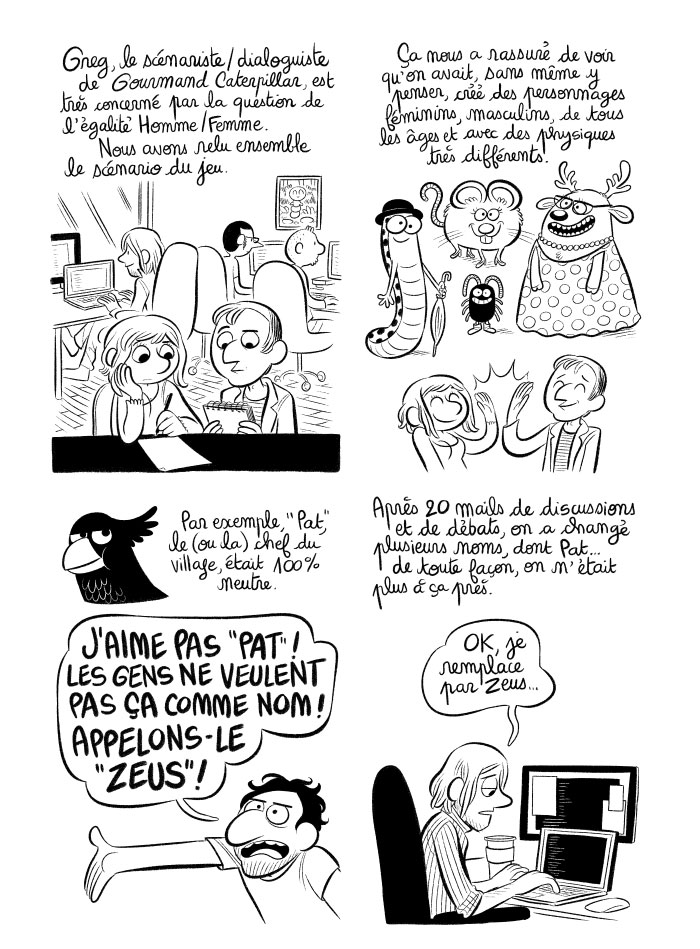 Greg, le scénariste/dialoguiste
de Gourmand Caterpillar, est
très concerné par la question de
l'égalité Homme/Femme.
Nous avons relu ensemble
le scénario du jeu.
Ça nous a rassuré de voir
qu'on avait, sans même y
penser, créé des personnages
féminins, masculins, de tous
les âges et avec des physiques
très différents.
Par exemple, "Pat",
le (ou la) chef du
village, était 100%
neutre.
J'AIME PAS "PAT"!
LES GENS NE VEULENT
PAS ÇA COMME NOM!
APPELONS-LE
"ZEUS"!
Après 20 mails de discussions
et de débats, on a changé
plusieurs noms, dont Pat...
de toute façon, on n'était
plus à ça près.
OK, je
remplace
par Zeus...